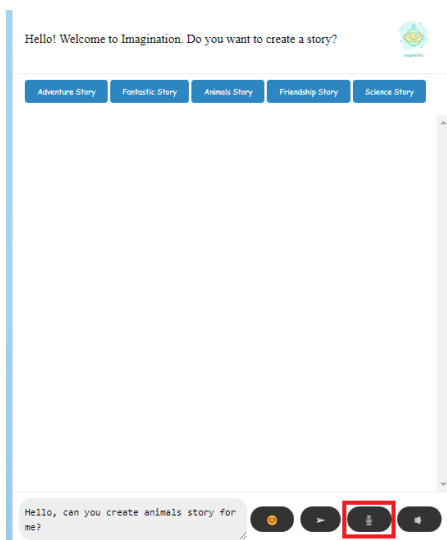 Hello! Welcome to Imagination. Do you want to create a story?
Adventure Story Fantastic Story Animals Story Friendship Story Science Story
Hello, can you create animals story for
me?